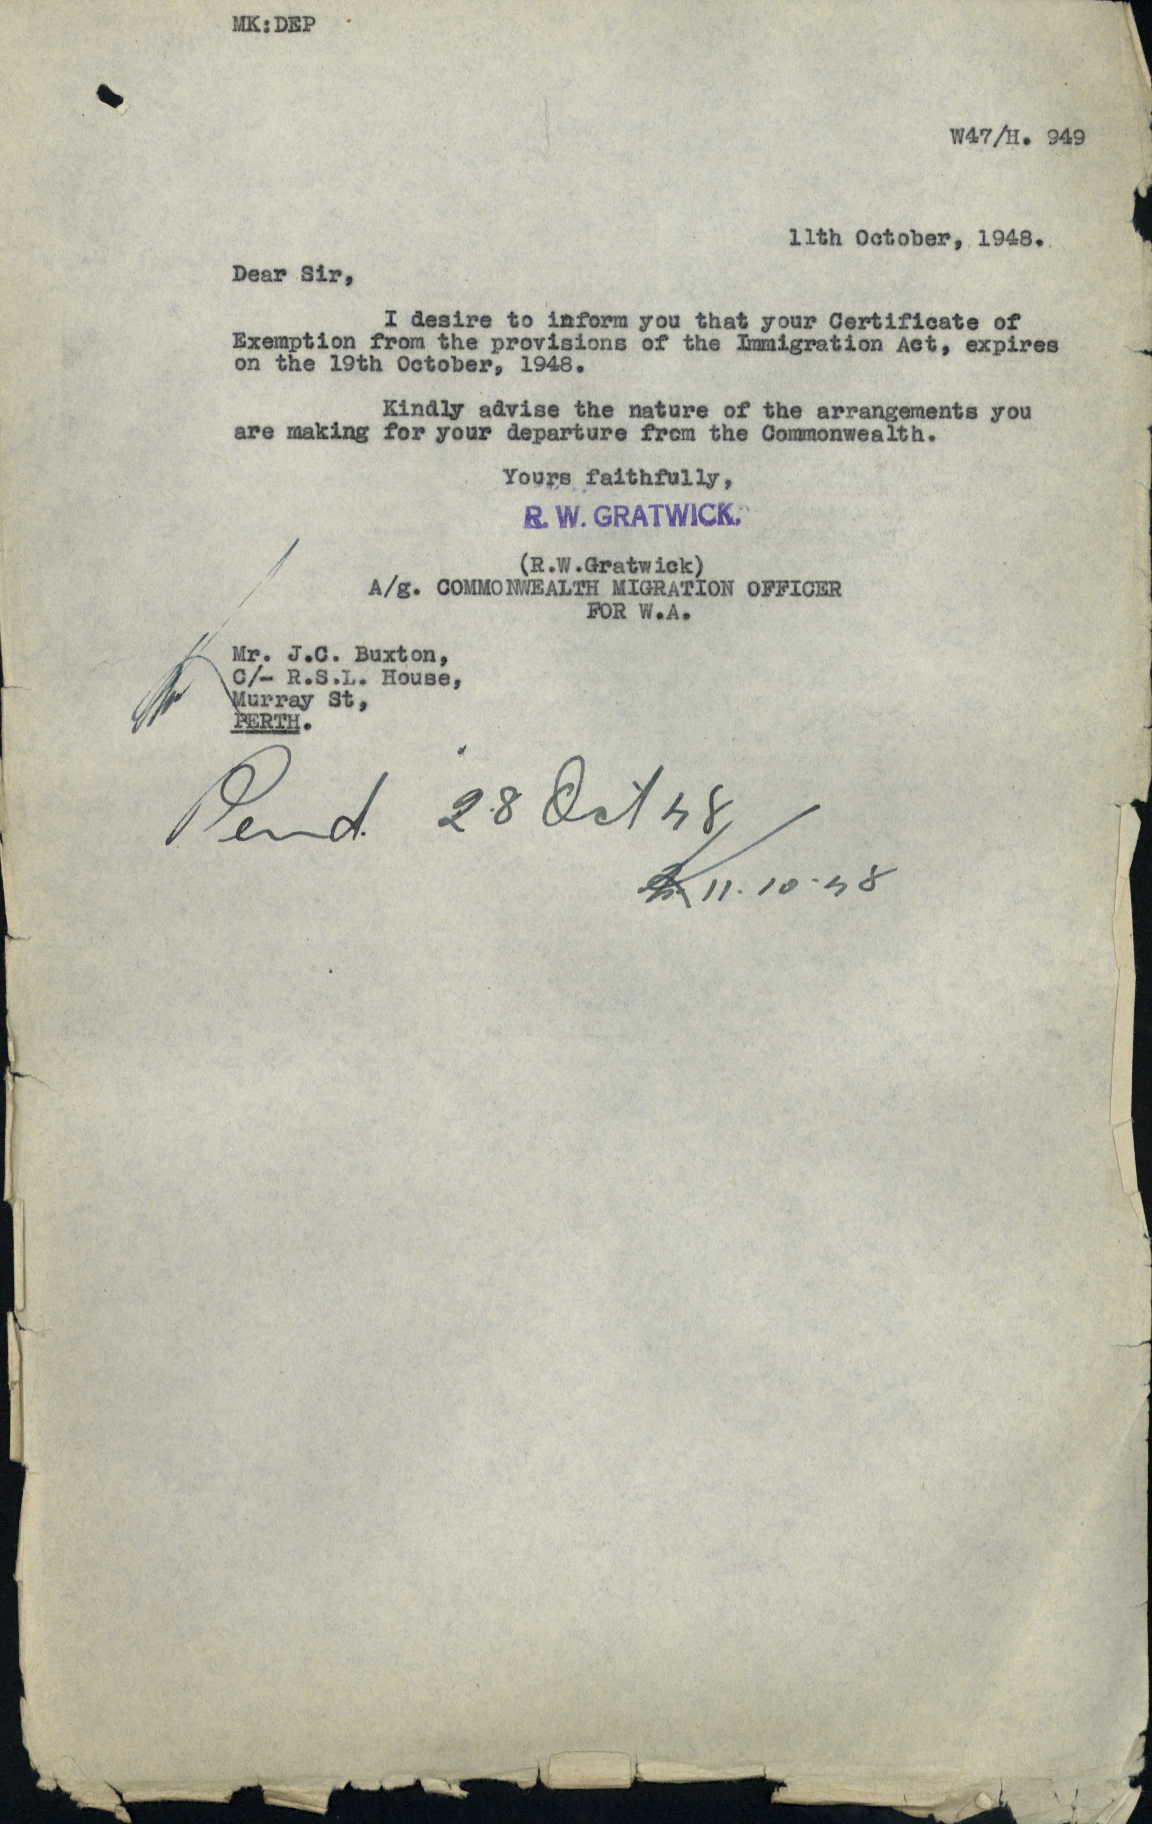 MK:DEP
W47/H. 949
11th October, 1948.
Dear Sir,
I desire to inform you that your Certificate of
Exemption from the provisions of the Immigration Act, expires
on the 19th October, 1948.
Kindly advise the nature of the arrangements you
are making for your departure from the Commonwealth.
Yours faithfully,
R. W. GRATWICK.
(R.W.Gratwick)
A/g. COMMONWEALTH MIGRATION OFFICER
FOR W.A.
Mr. J.C. Buxton,
C/- R.S.L. House,
Murray St,
PERTH.
Pend. 28 Oct 48
11.10.48